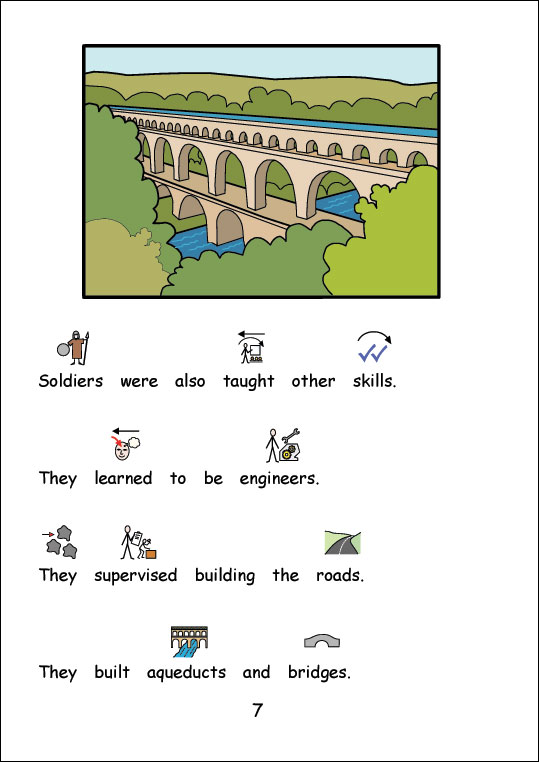 Soldiers were also taught other skills.
They learned to be engineers.
They supervised building the roads.
They built aqueducts and bridges.
7